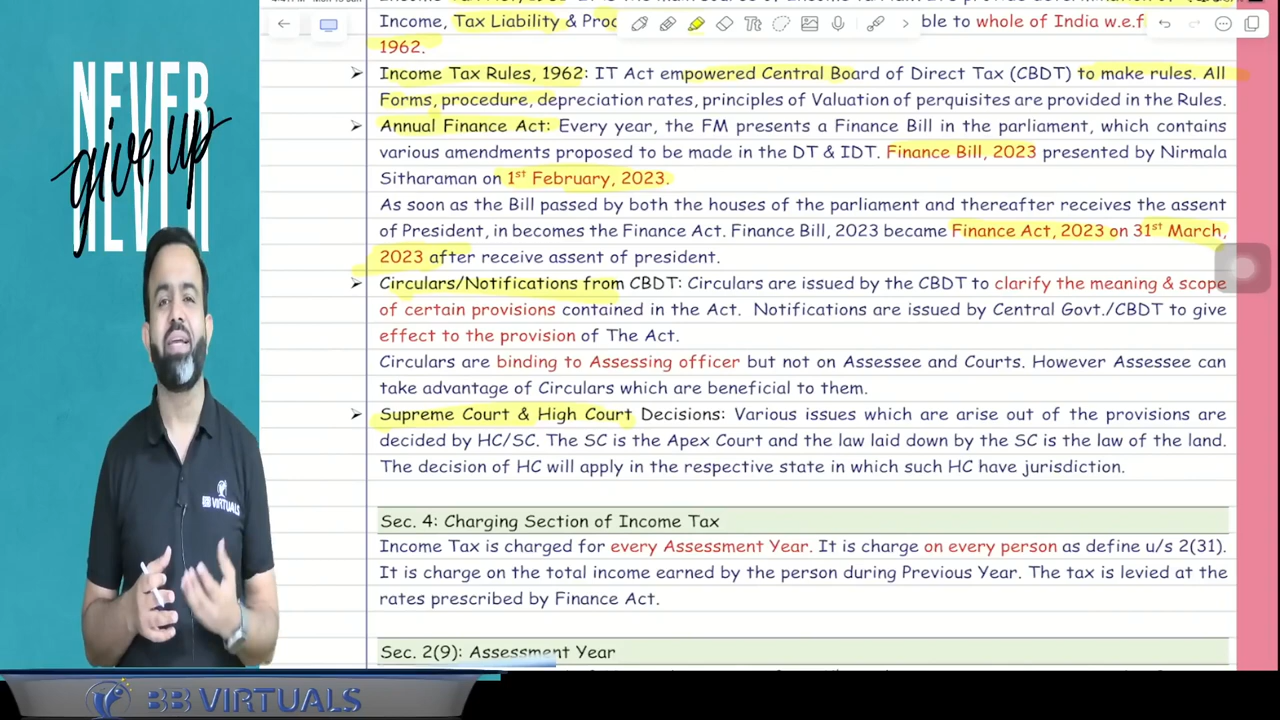 NEVER
give up
NEVER
Income, Tax Liability & Proc
ble to whole of India w.e.f
1962.
➢ Income Tax Rules, 1962: IT Act empowered Central Board of Direct Tax (CBDT) to make rules. All
Forms, procedure, depreciation rates, principles of Valuation of perquisites are provided in the Rules.
➢ Annual Finance Act: Every year, the FM presents a Finance Bill in the parliament, which contains
various amendments proposed to be made in the DT & IDT. Finance Bill, 2023 presented by Nirmala
Sitharaman on 1st February, 2023.
As soon as the Bill passed by both the houses of the parliament and thereafter receives the assent
of President, in becomes the Finance Act. Finance Bill, 2023 became Finance Act, 2023 on 31st March,
2023 after receive assent of president.
➢ Circulars/Notifications from CBDT: Circulars are issued by the CBDT to clarify the meaning & scope
of certain provisions contained in the Act. Notifications are issued by Central Govt./CBDT to give
effect to the provision of The Act.
Circulars are binding to Assessing officer but not on Assessee and Courts. However Assessee can
take advantage of Circulars which are beneficial to them.
➢ Supreme Court & High Court Decisions: Various issues which are arise out of the provisions are
decided by HC/SC. The SC is the Apex Court and the law laid down by the SC is the law of the land.
The decision of HC will apply in the respective state in which such HC have jurisdiction.
Sec. 4: Charging Section of Income Tax
Income Tax is charged for every Assessment Year. It is charge on every person as define u/s 2(31).
It is charge on the total income earned by the person during Previous Year. The tax is levied at the
rates prescribed by Finance Act.
Sec. 2(9): Assessment Year
BB VIRTUALS
BB VIRTUALS